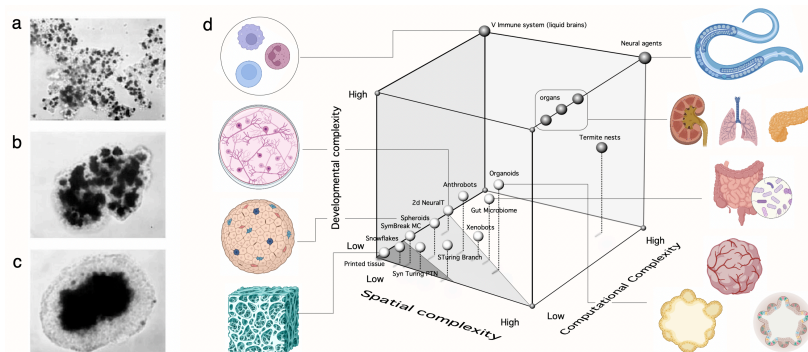 a
b
c
d
V Immune system (liquid brains)
Neural agents
High
organs
Termite nests
Developmental complexity
Organoids
Anthrobots
2d NeuralT
Gut Microbiome
Spheroids
SymBreak MC
Xenobots
Snowflakes
Low
Printed tissue
STuring Branch
Syn Turing PTN
Low
Spatial complexity
High
Low
Computational Complexity
High